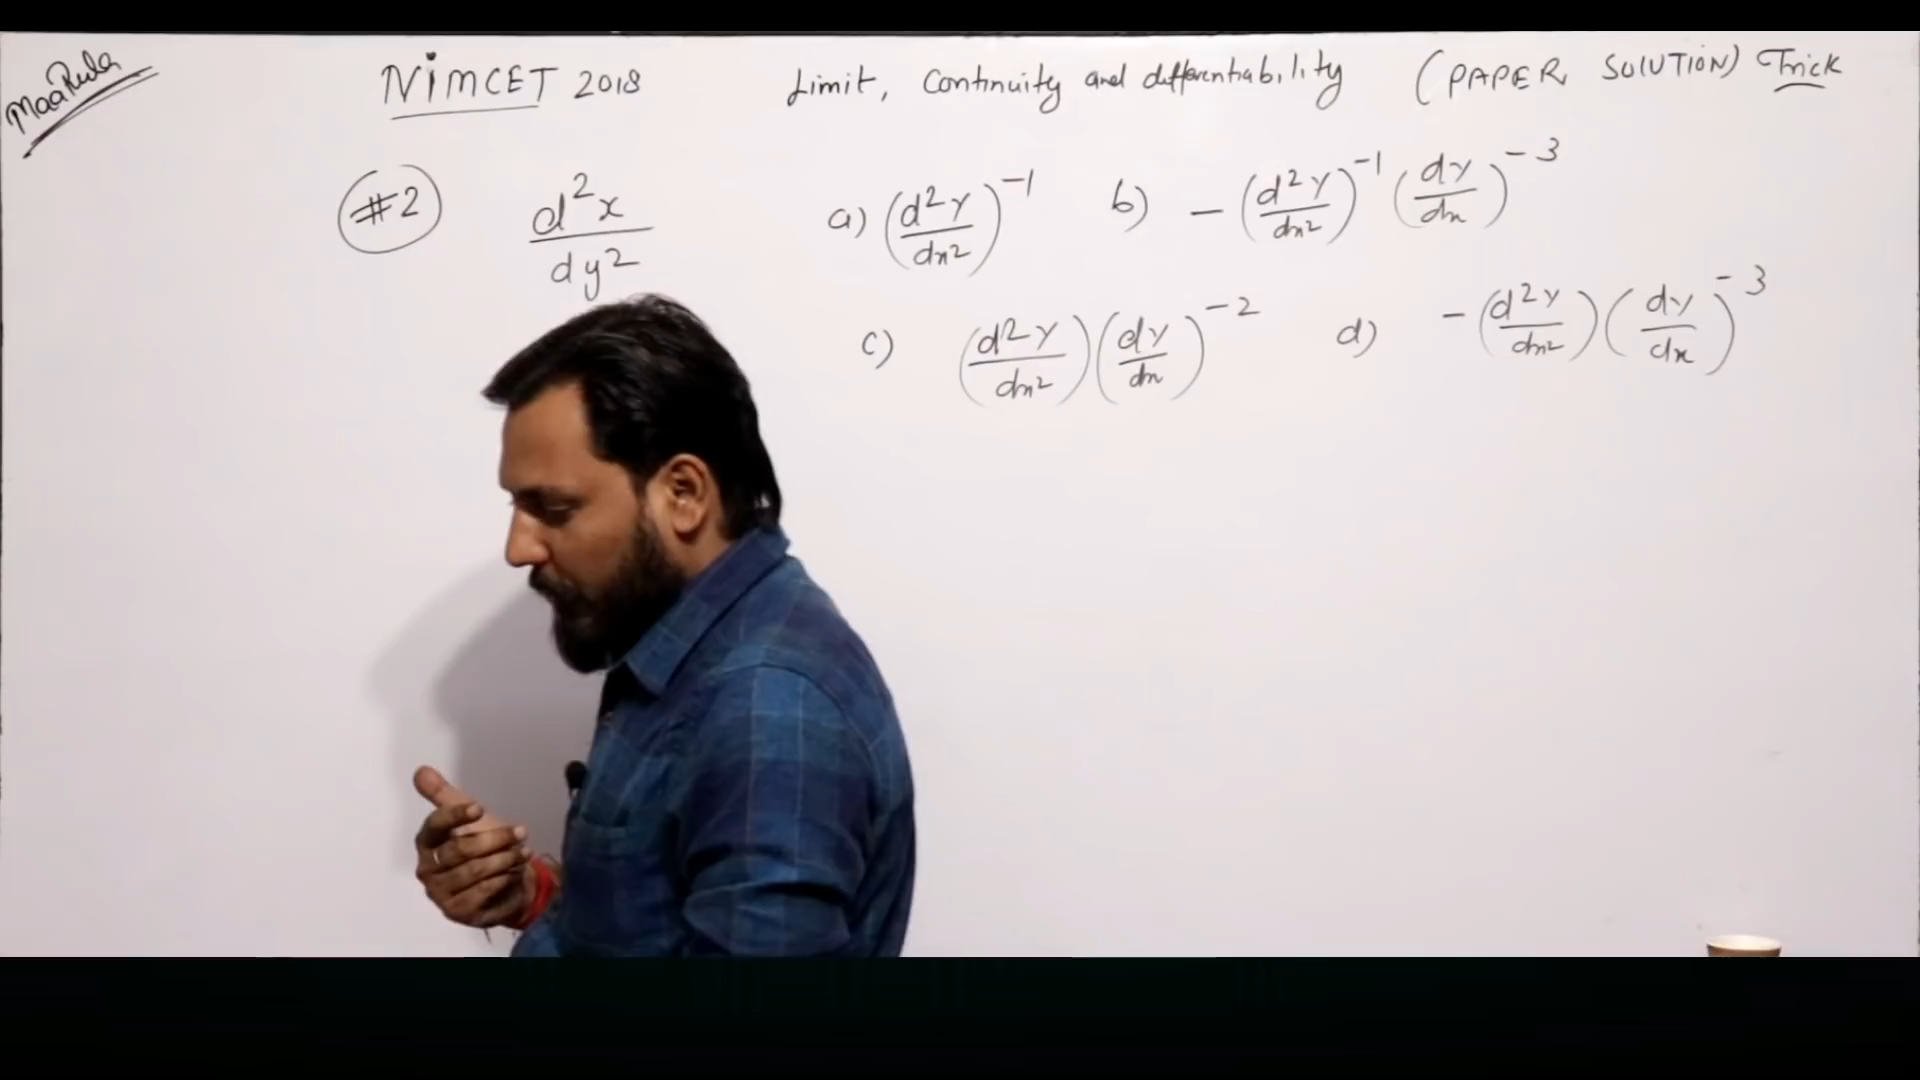 MaaRula
NIMCET 2018 Limit, Continuity and differentiability (PAPER SOLUTION) Trick
#2 d²x/dy² a) (d²y/dx²)⁻¹ b) -(d²y/dx²)⁻¹ (dy/dx)⁻³
c) (d²y/dx²)(dy/dx)⁻² d) -(d²y/dx²)(dy/dx)⁻³